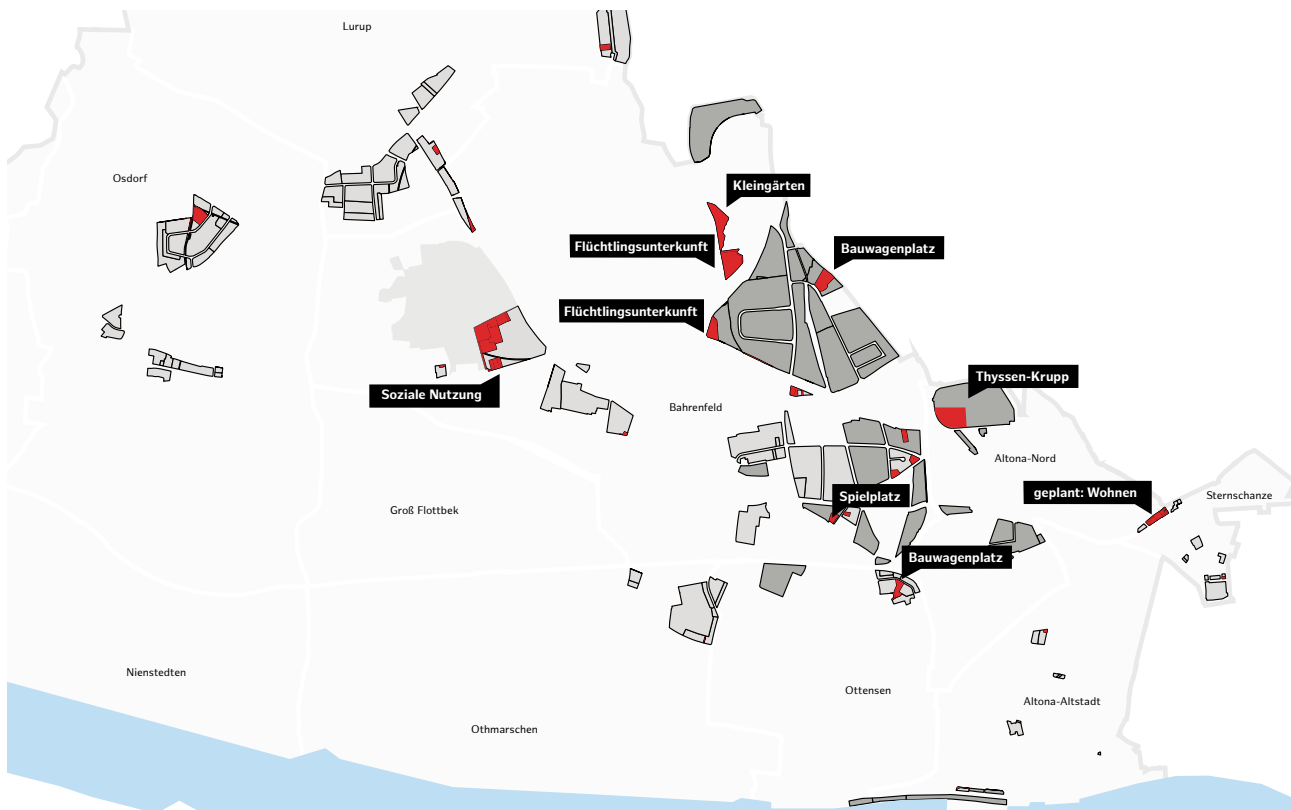 Lurup
Osdorf
Kleingärten
Flüchtlingsunterkunft
Bauwagenplatz
Flüchtlingsunterkunft
Thyssen-Krupp
Soziale Nutzung
Bahrenfeld
Altona-Nord
geplant: Wohnen
Sternschanze
Spielplatz
Groß Flottbek
Bauwagenplatz
Nienstedten
Ottensen
Altona-Altstadt
Othmarschen